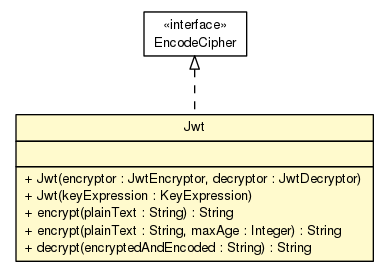 «interface»
EncodeCipher
Jwt
+ Jwt(encryptor : JwtEncryptor, decryptor : JwtDecryptor)
+ Jwt(keyExpression : KeyExpression)
+ encrypt(plainText : String) : String
+ encrypt(plainText : String, maxAge : Integer) : String
+ decrypt(encryptedAndEncoded : String) : String